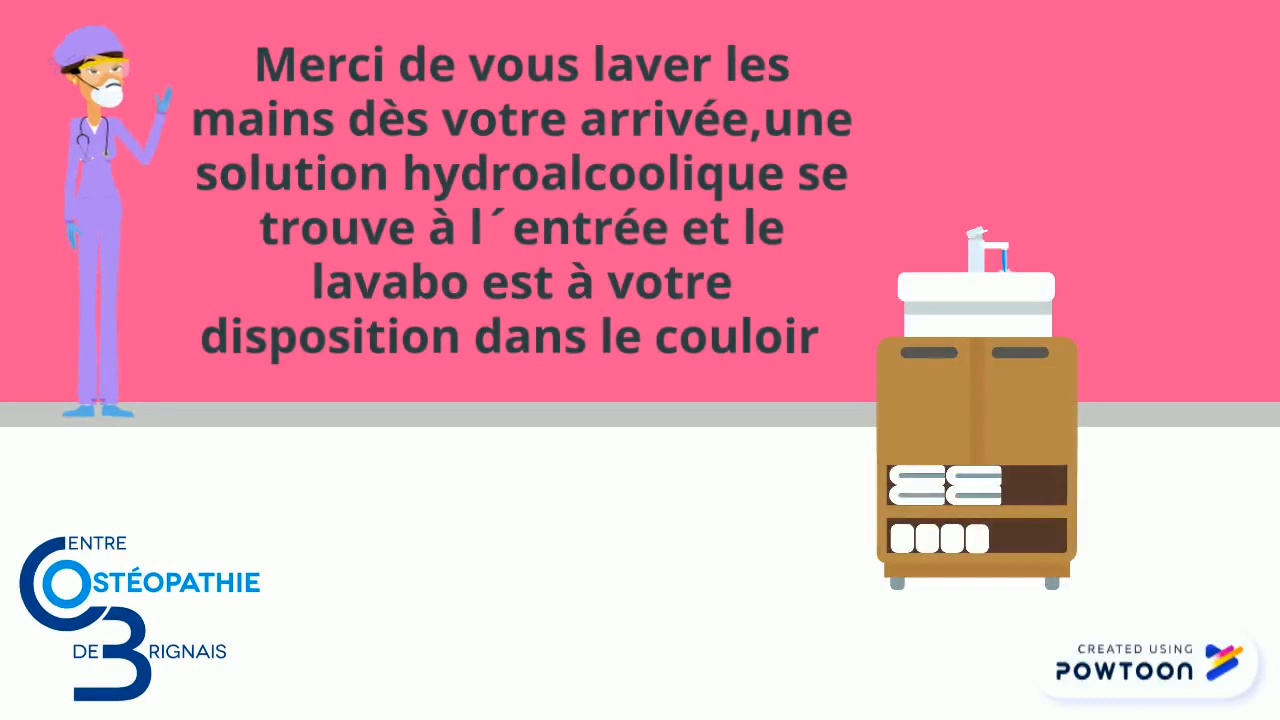 Merci de vous laver les
mains dès votre arrivée,une
solution hydroalcoolique se
trouve à l´entrée et le
lavabo est à votre
disposition dans le couloir
CENTRE
OSTÉOPATHIE
DE BRIGNAIS
CREATED USING
POWTOON